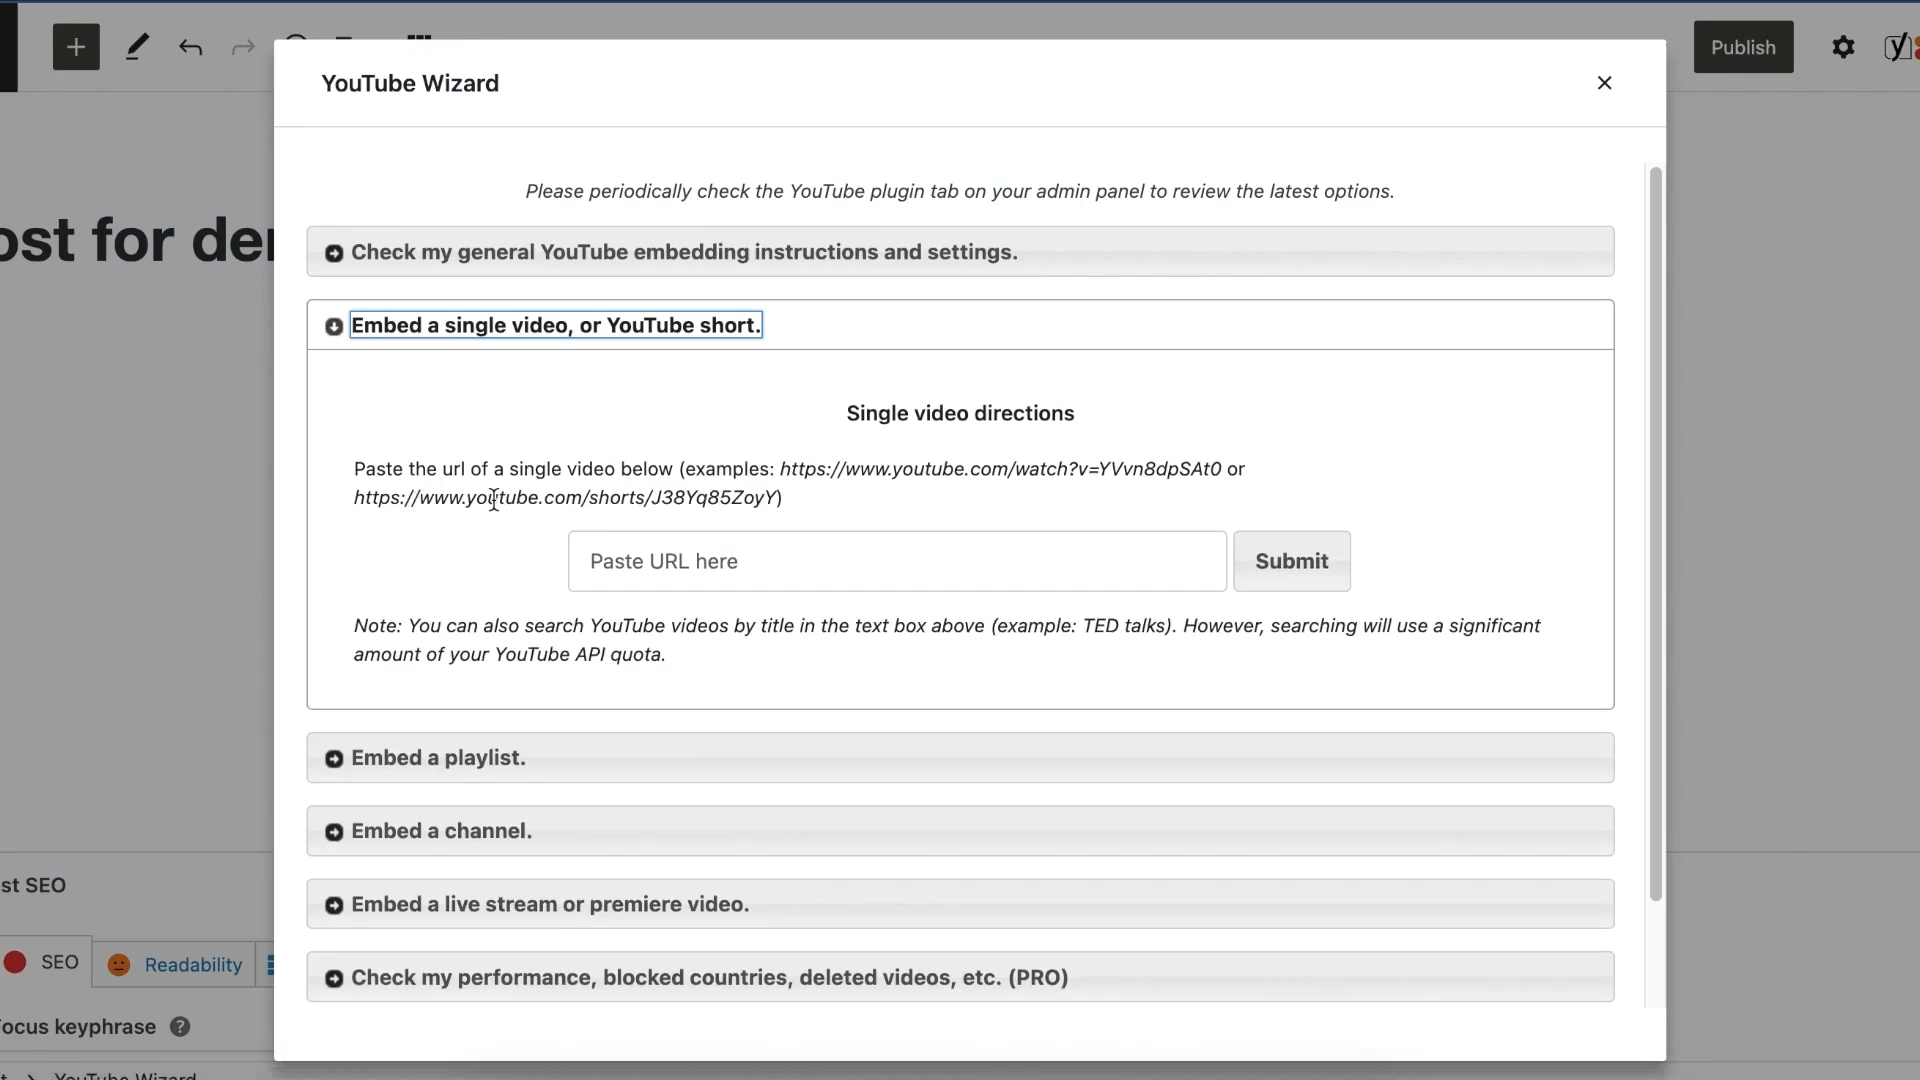 Publish
YouTube Wizard
Please periodically check the YouTube plugin tab on your admin panel to review the latest options.
ost for de
Check my general YouTube embedding instructions and settings.
Embed a single video, or YouTube short.
Single video directions
Paste the url of a single video below (examples: https://www.youtube.com/watch?v=YVvn8dpSAt0 or
https://www.youtube.com/shorts/J38Yq85ZoyY)
Paste URL here
Submit
Note: You can also search YouTube videos by title in the text box above (example: TED talks). However, searching will use a significant
amount of your YouTube API quota.
Embed a playlist.
Embed a channel.
st SEO
Embed a live stream or premiere video.
SEO
Readability
Check my performance, blocked countries, deleted videos, etc. (PRO)
ocus keyphrase
YouTube Wizard